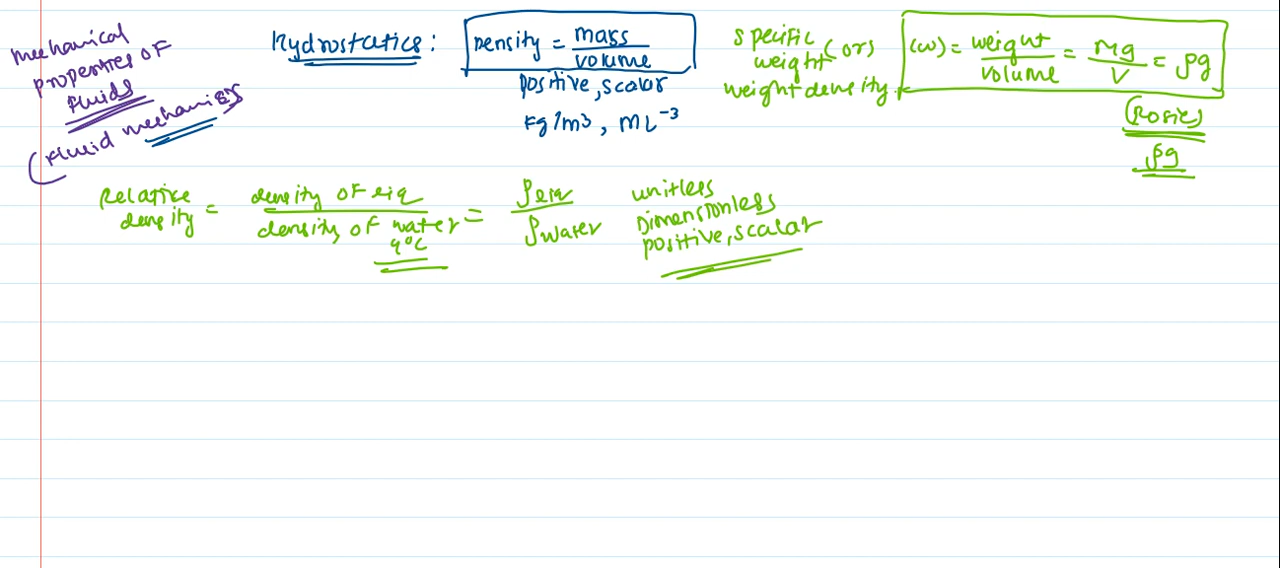 Mechanical
properties of
Fluids
(Fluid mechanics
Hydrostatics:
Density = mass/volume
positive, scalar
kg/m³, ML⁻³
specific
weight (or)
weight density
(w) = weight/volume = Mg/V = ρg
ρg
Relative
density = density of liq/density of water = ρliq/ρwater
4°C
unitless
Dimensionless
positive, scalar